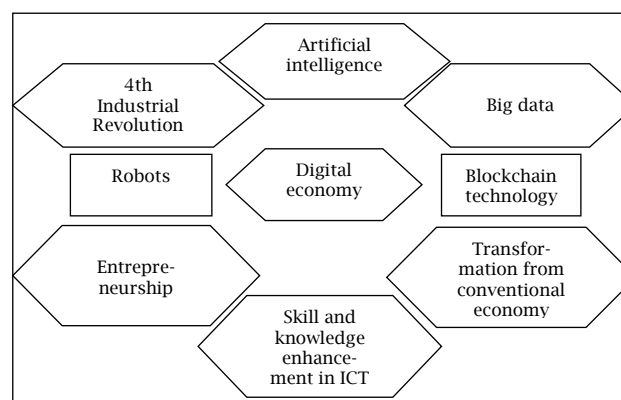 Artificial
intelligence
4th
Industrial
Revolution
Big data
Robots
Digital
economy
Blockchain
technology
Entrepre-
neurship
Transfor-
mation from
conventional
economy
Skill and
knowledge
enhance-
ment in ICT